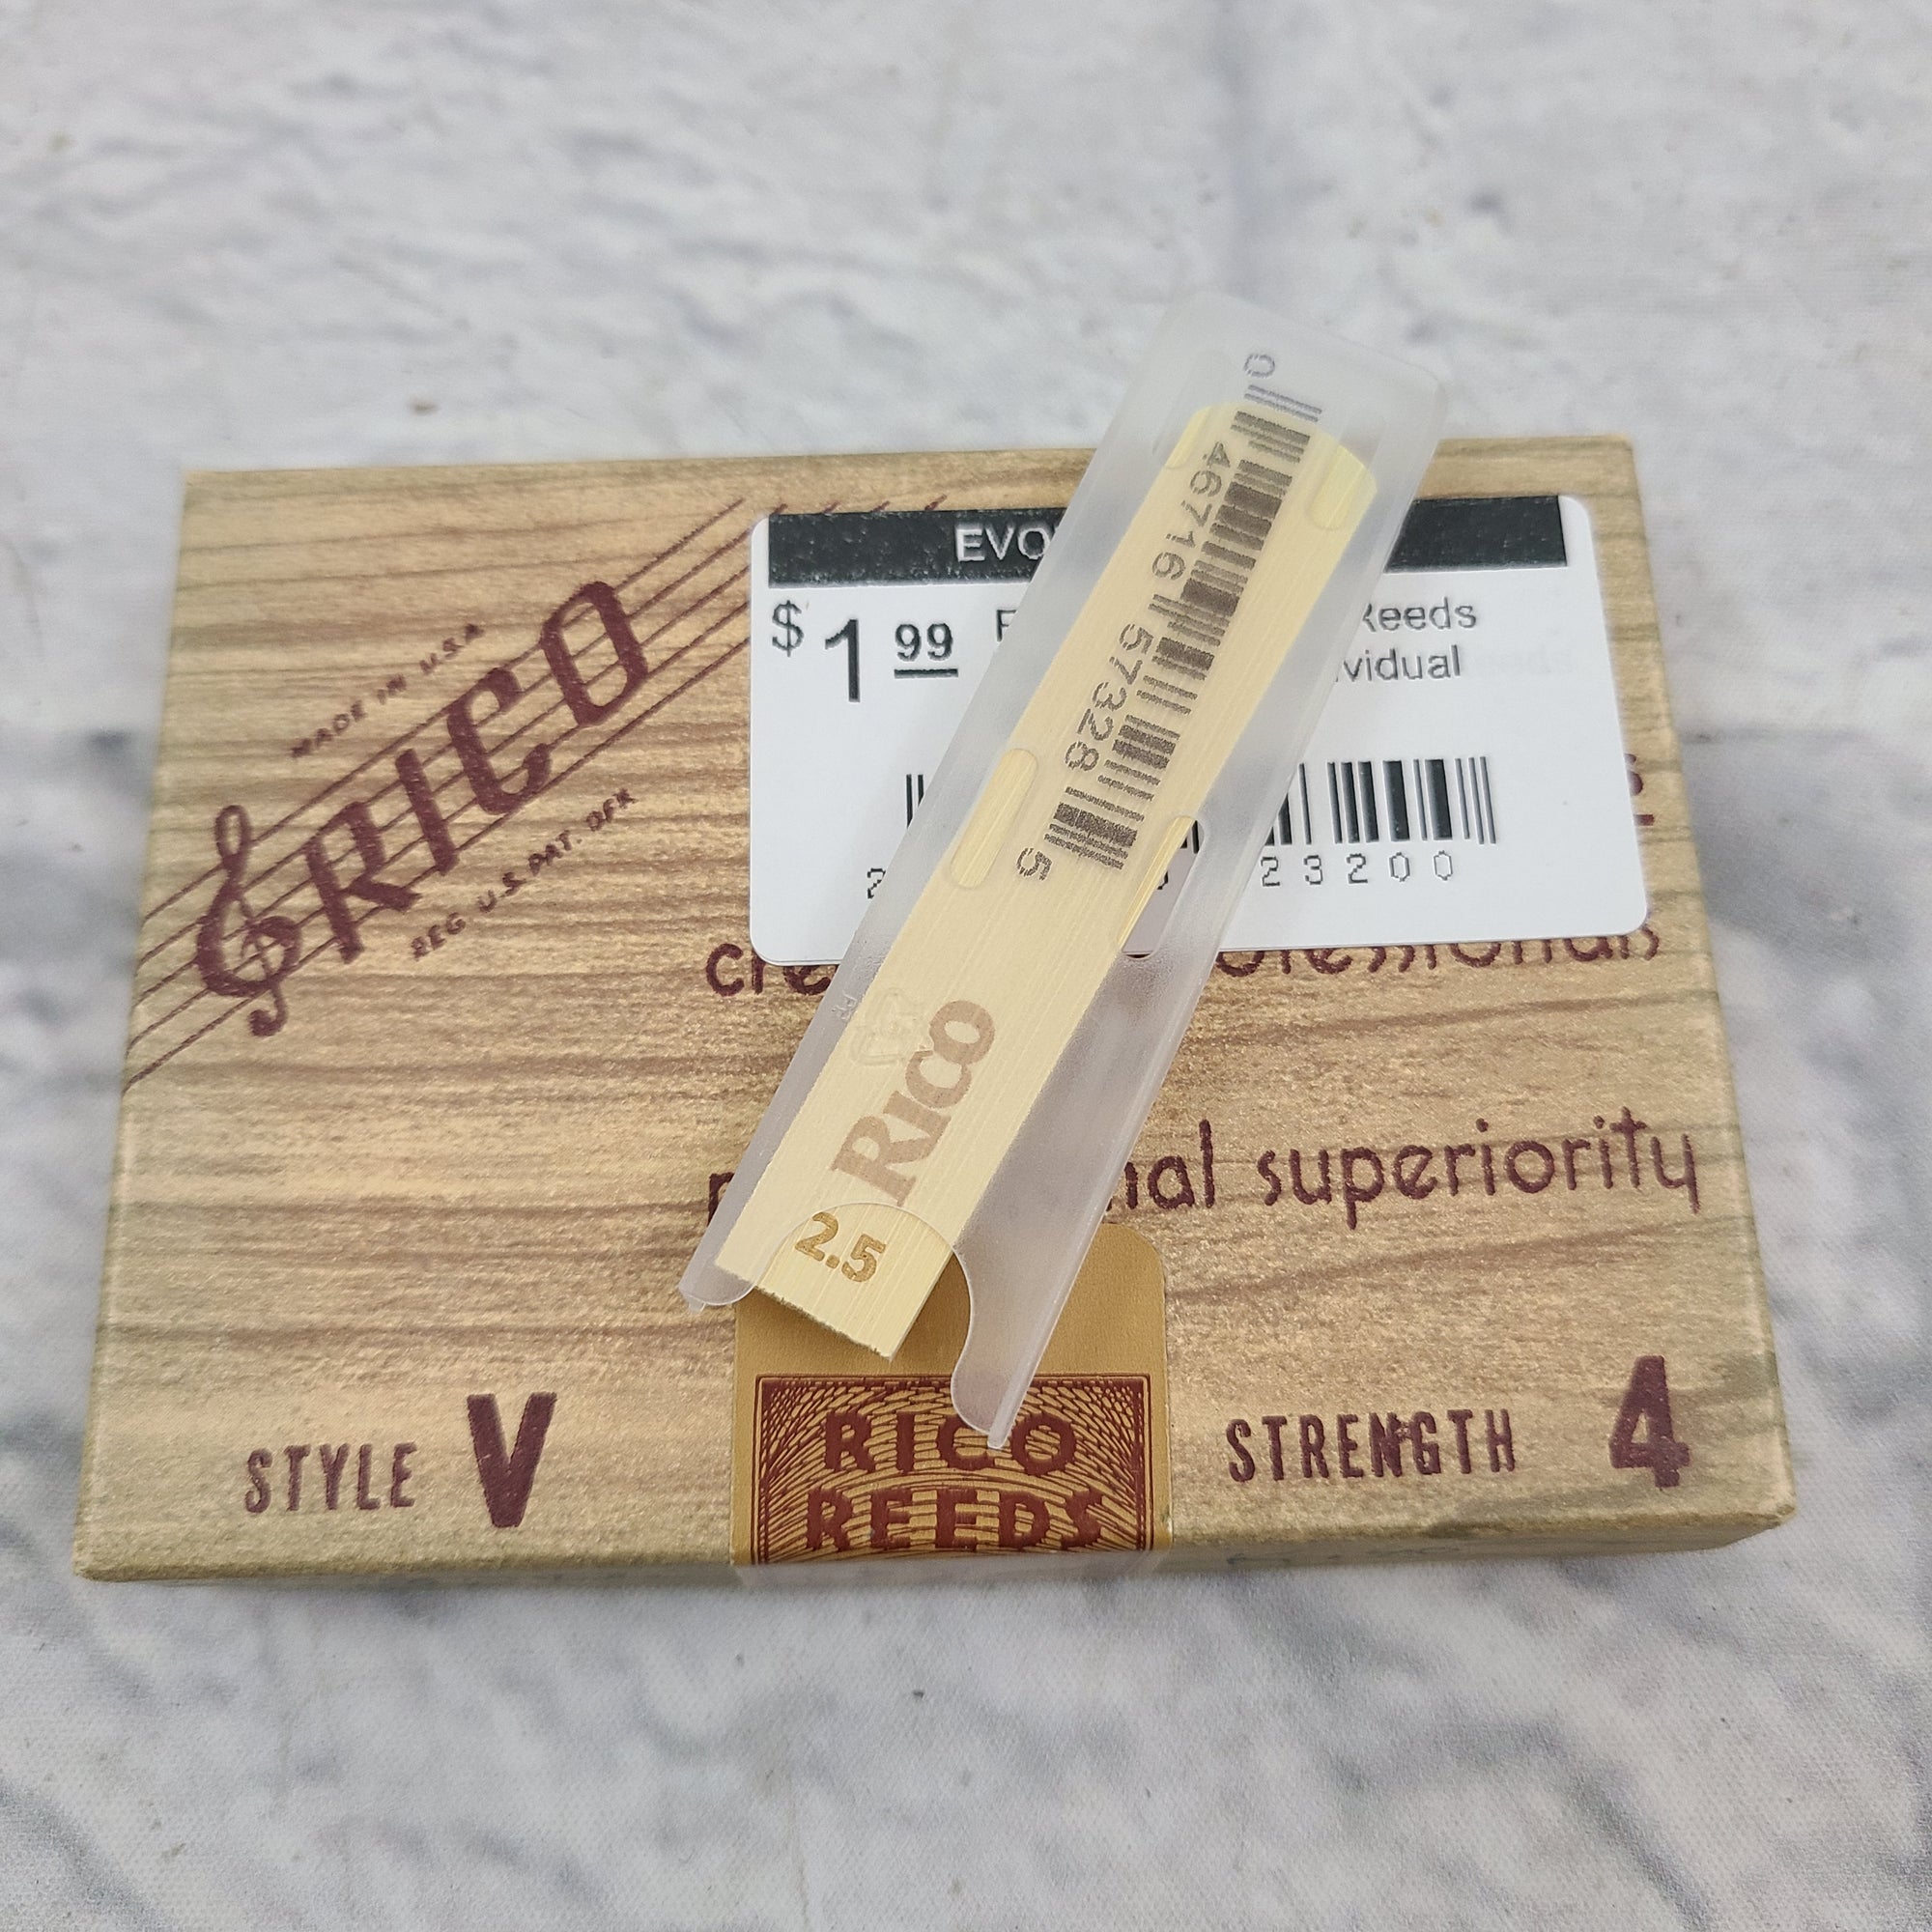 MADE IN U.S.A
RICO
REG U.S. PAT. OFF
EVO
$1 99
Reeds
vidual
23200
0 46716 57328 5
cre
ofessionals
nal superiority
RICO
2.5
STYLE V
RICO
REEDS
STRENGTH 4